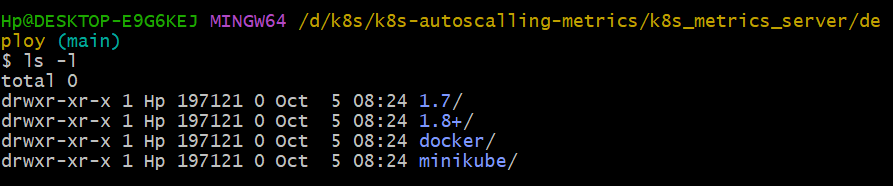 Hp@DESKTOP-E9G6KEJ MINGW64 /d/k8s/k8s-autoscalling-metrics/k8s_metrics_server/de
ploy (main)
$ ls -l
total 0
drwxr-xr-x 1 Hp 197121 0 Oct  5 08:24 1.7/
drwxr-xr-x 1 Hp 197121 0 Oct  5 08:24 1.8+/
drwxr-xr-x 1 Hp 197121 0 Oct  5 08:24 docker/
drwxr-xr-x 1 Hp 197121 0 Oct  5 08:24 minikube/